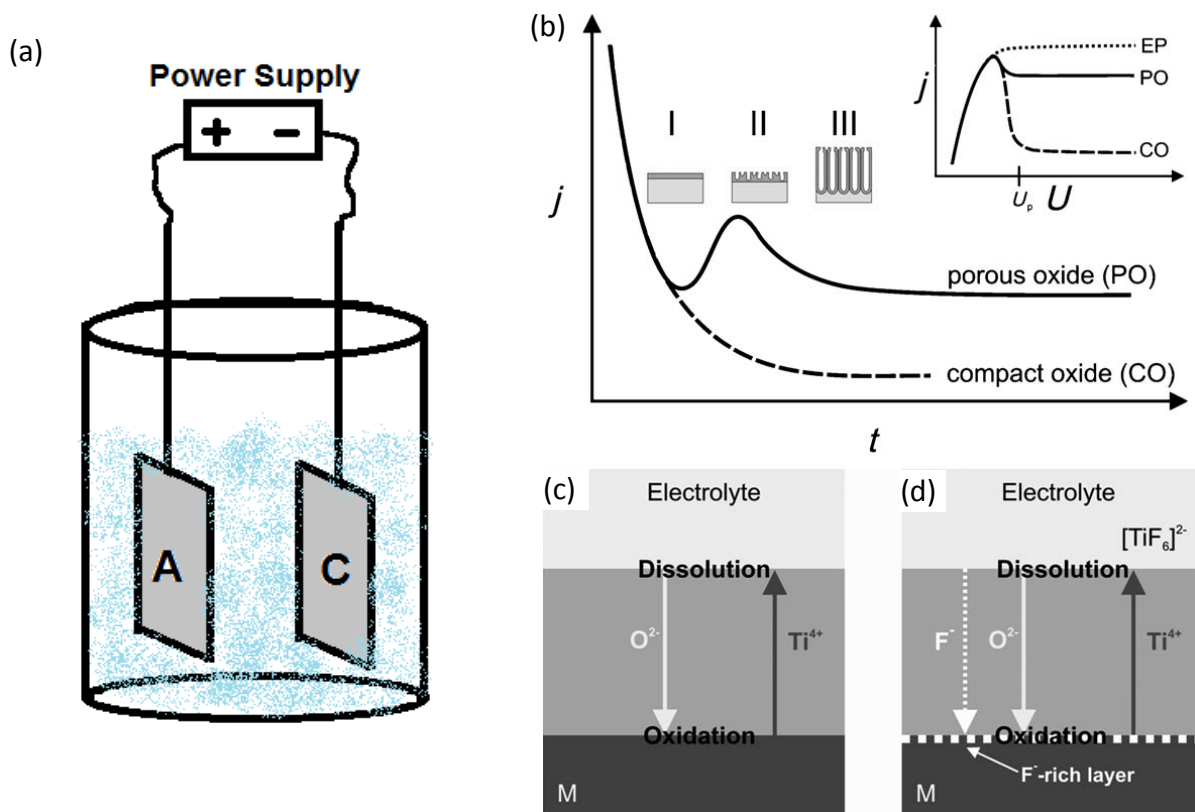 (a)
Power Supply
+ -
A
C
(b)
j
I II III
porous oxide (PO)
compact oxide (CO)
t
j
EP
PO
CO
Uₚ U
(c)
Electrolyte
Dissolution
O²⁻
Ti⁴⁺
Oxidation
M
(d)
Electrolyte
[TiF₆]²⁻
Dissolution
F⁻
O²⁻
Ti⁴⁺
Oxidation
F⁻-rich layer
M